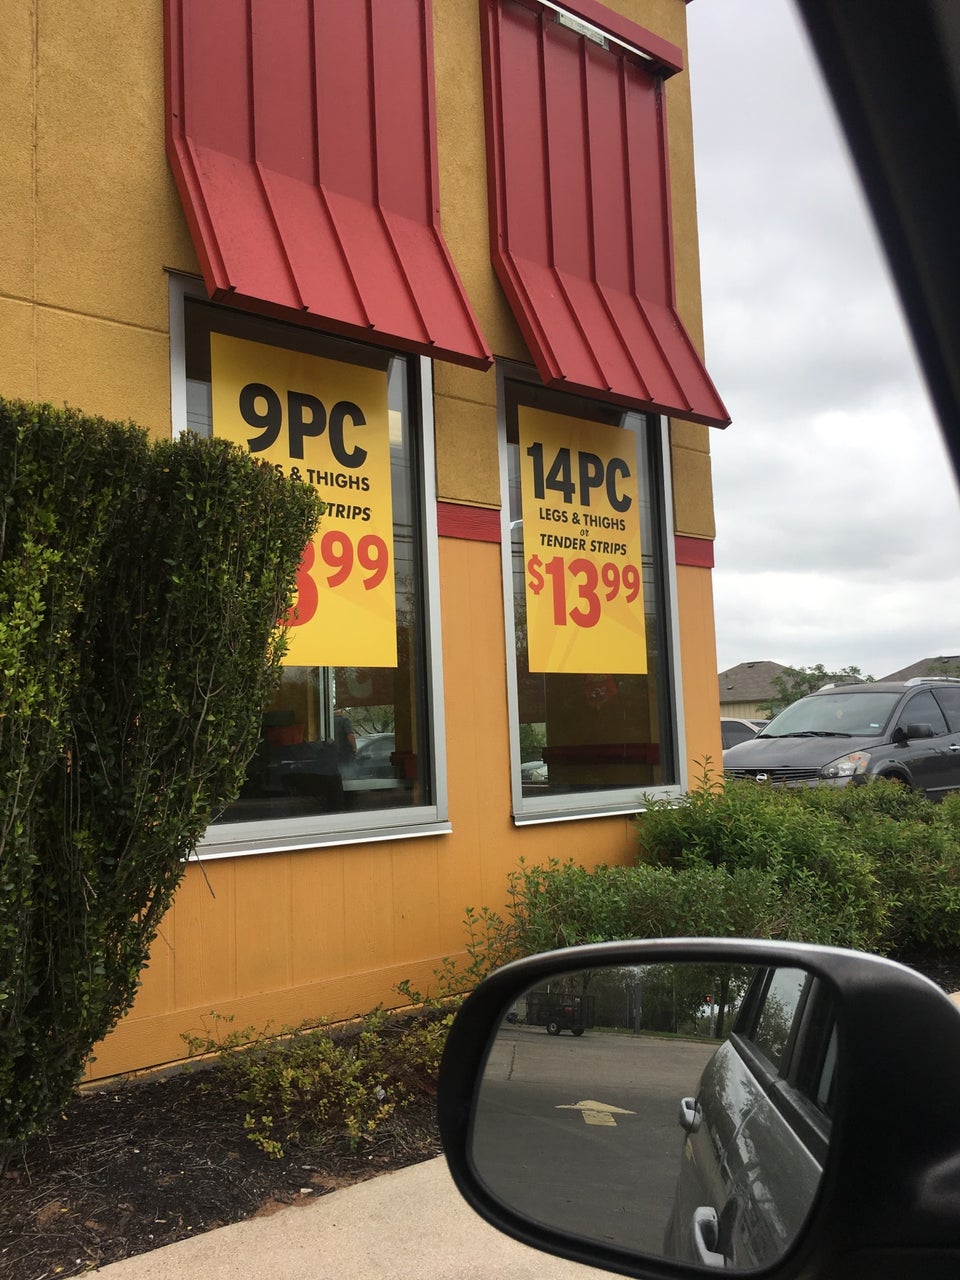 9PC
& THIGHS
STRIPS
99
14PC
LEGS & THIGHS
or
TENDER STRIPS
$13.99